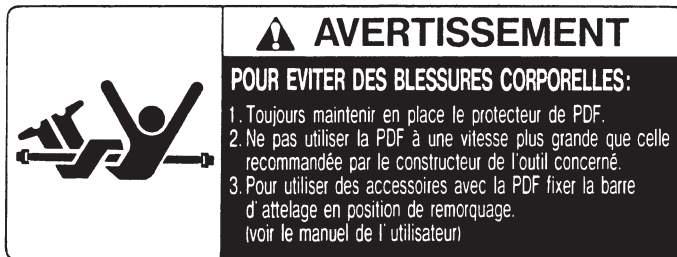 AVERTISSEMENT
POUR EVITER DES BLESSURES CORPORELLES:
1. Toujours maintenir en place le protecteur de PDF.
2. Ne pas utiliser la PDF à une vitesse plus grande que celle
recommandée par le constructeur de l'outil concerné.
3. Pour utiliser des accessoires avec la PDF fixer la barre
d'attelage en position de remorquage.
(voir le manuel de l'utilisateur)